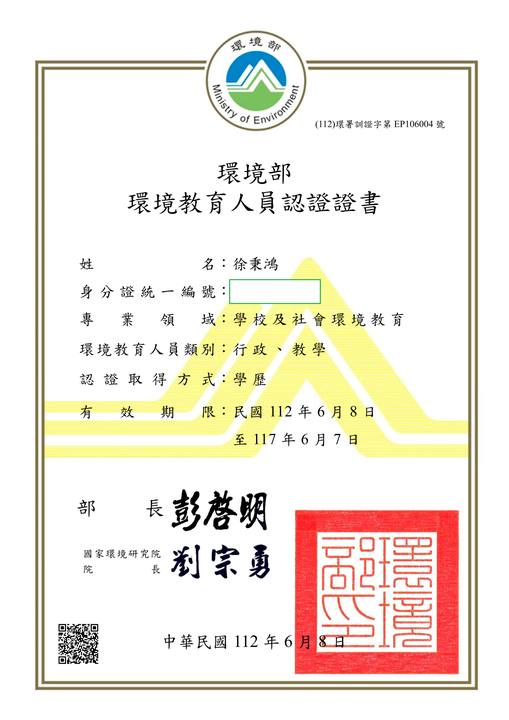 環境部
Ministry of Environment
(112)環署訓證字第 EP106004 號
環境部
環境教育人員認證證書
姓名：徐秉鴻
身分證統一編號：
專業領域：學校及社會環境教育
環境教育人員類別：行政、教學
認證取得方式：學歷
有效期限：民國 112 年 6 月 8 日
至 117 年 6 月 7 日
部長 彭啓明
國家環境研究院
院長 劉宗勇
環境部印
中華民國 112 年 6 月 8 日